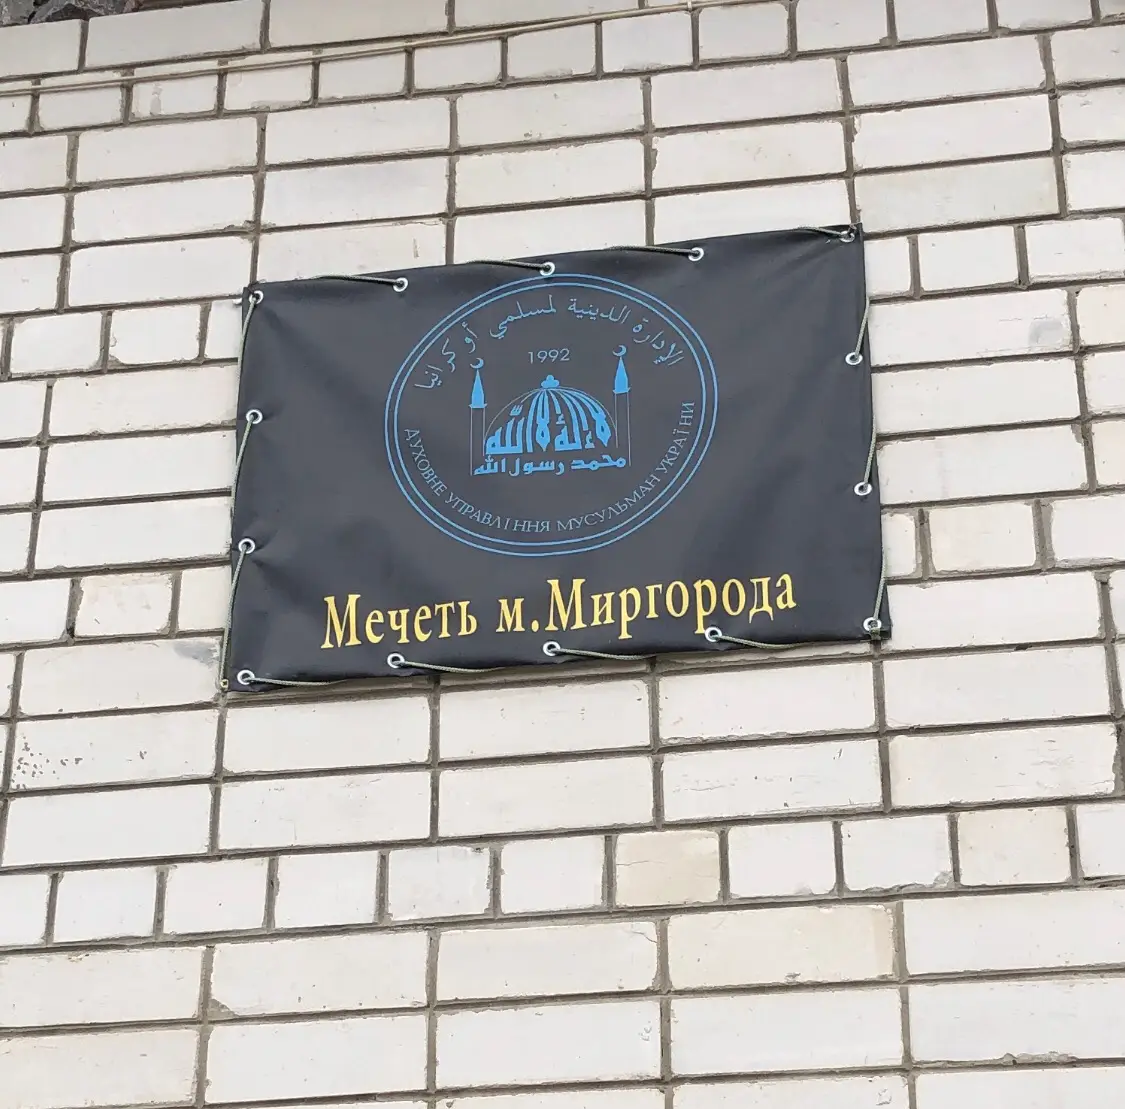 الإدارة الدينية لمسلمي أوكرانيا
1992
لا إله إلا الله
محمد رسول الله
ДУХОВНЕ УПРАВЛІННЯ МУСУЛЬМАН УКРАЇНИ
Мечеть м.Миргорода